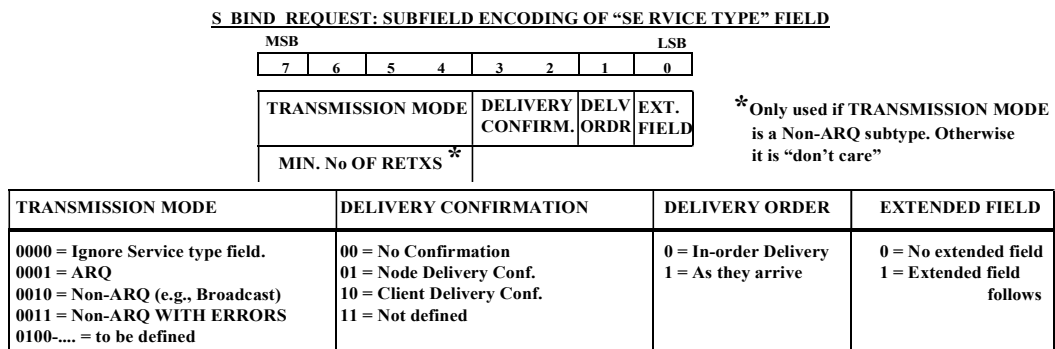 S_BIND_REQUEST: SUBFIELD ENCODING OF “SE RVICE TYPE” FIELD
MSB LSB
7 6 5 4 3 2 1 0
TRANSMISSION MODE DELIVERY CONFIRM. DELV ORDR EXT. FIELD
MIN. No OF RETXS *
*Only used if TRANSMISSION MODE
is a Non-ARQ subtype. Otherwise
it is “don’t care”
TRANSMISSION MODE DELIVERY CONFIRMATION DELIVERY ORDER EXTENDED FIELD
0000 = Ignore Service type field. 00 = No Confirmation 0 = In-order Delivery 0 = No extended field
0001 = ARQ 01 = Node Delivery Conf. 1 = As they arrive 1 = Extended field
0010 = Non-ARQ (e.g., Broadcast) 10 = Client Delivery Conf. follows
0011 = Non-ARQ WITH ERRORS 11 = Not defined
0100-.... = to be defined